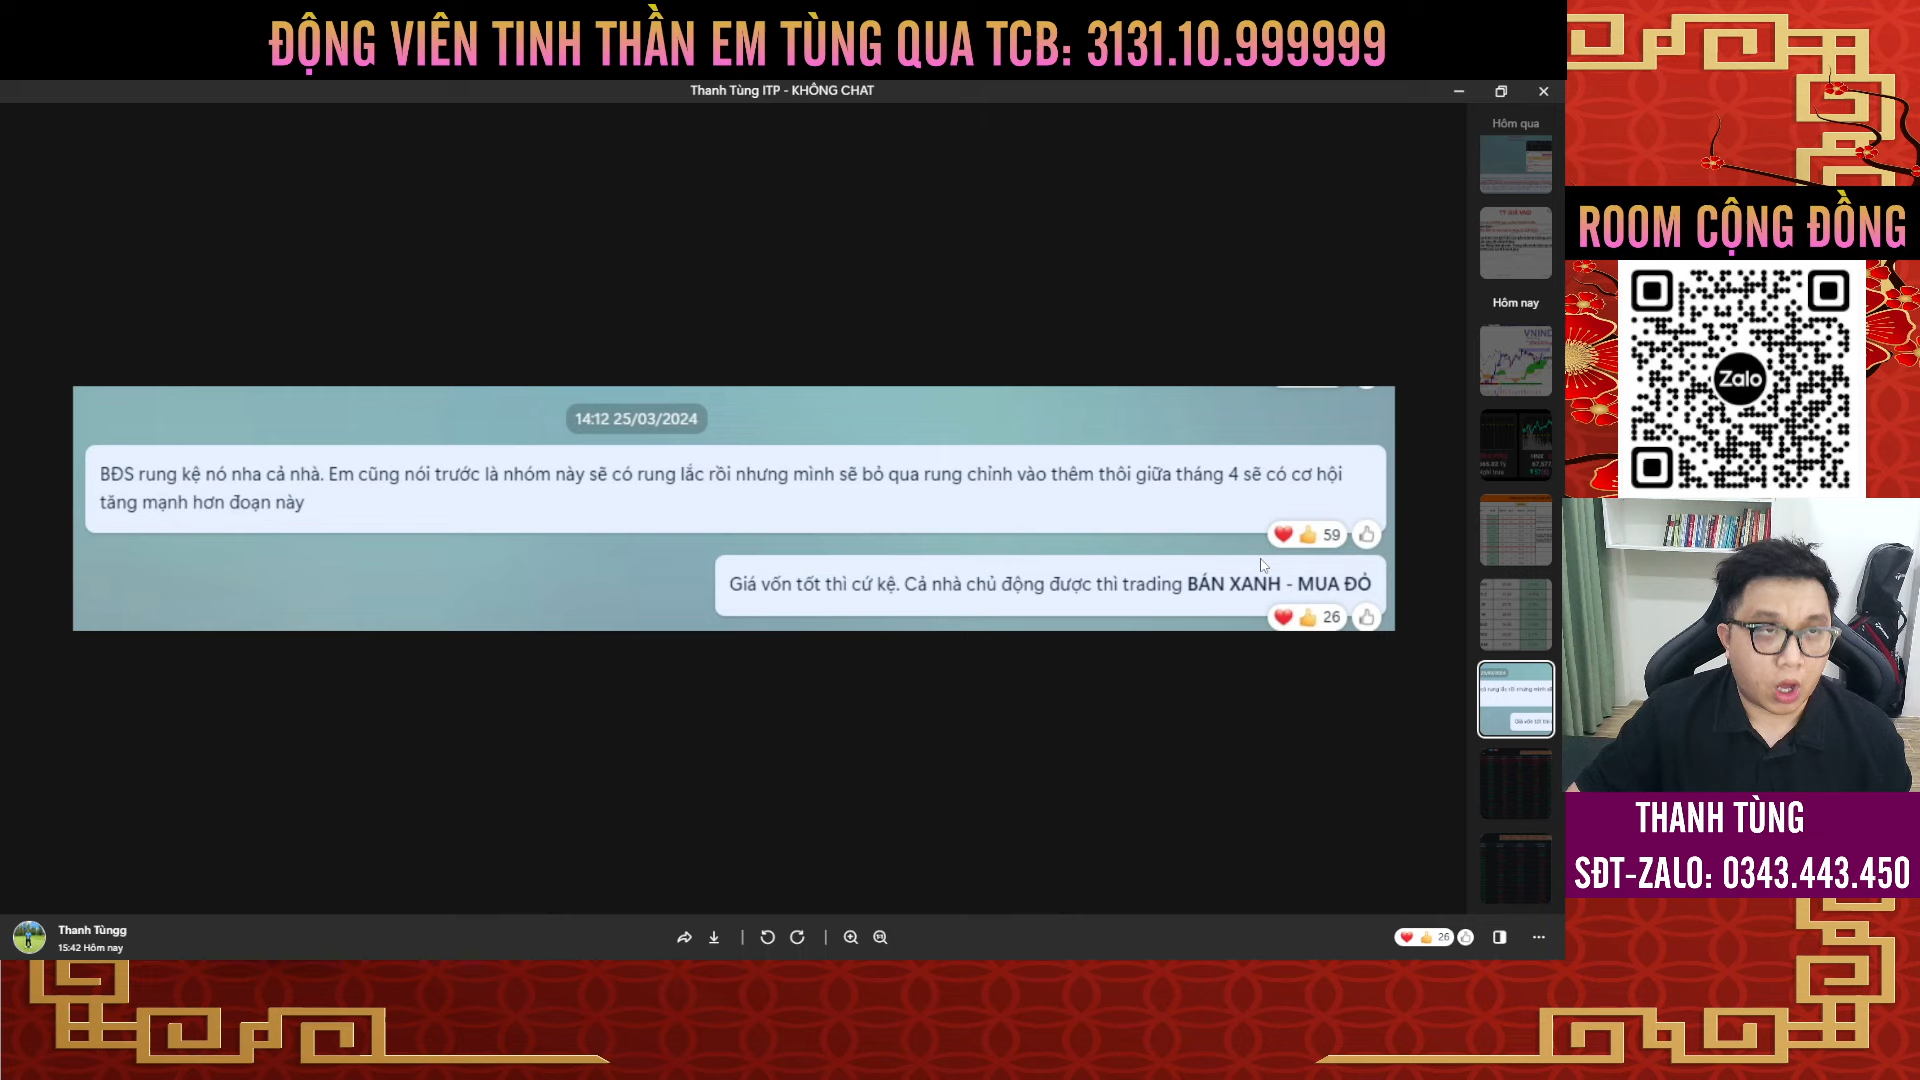 ĐỘNG VIÊN TINH THẦN EM TÙNG QUA TCB: 3131.10.999999
Thanh Tùng ITP - KHÔNG CHAT
Hôm qua
TT GIÁ VND
Hôm nay
VNIND
14:12 25/03/2024
BĐS rung kệ nó nha cả nhà. Em cũng nói trước là nhóm này sẽ có rung lắc rồi nhưng mình sẽ bỏ qua rung chỉnh vào thêm thôi giữa tháng 4 sẽ có cơ hội
tăng mạnh hơn đoạn này
59
Giá vốn tốt thì cứ kệ. Cả nhà chủ động được thì trading BÁN XANH - MUA ĐỎ
26
Thanh Tùngg
15:42 Hôm nay
26
ROOM CỘNG ĐỒNG
Zalo
THANH TÙNG
SĐT-ZALO: 0343.443.450